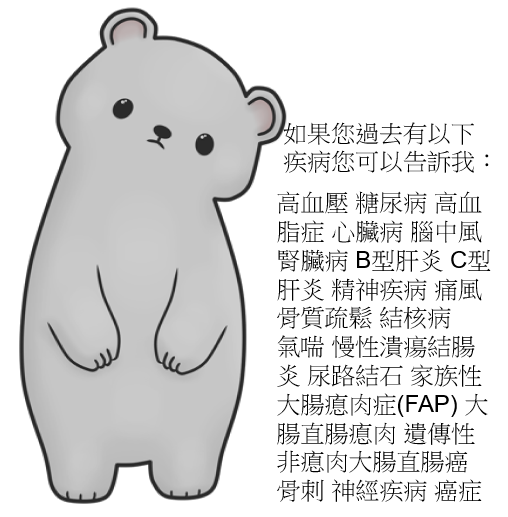 如果您過去有以下
疾病您可以告訴我：
高血壓 糖尿病 高血
脂症 心臟病 腦中風
腎臟病 B型肝炎 C型
肝炎 精神疾病 痛風
骨質疏鬆 結核病
氣喘 慢性潰瘍結腸
炎 尿路結石 家族性
大腸瘜肉症(FAP) 大
腸直腸瘜肉 遺傳性
非瘜肉大腸直腸癌
骨刺 神經疾病 癌症